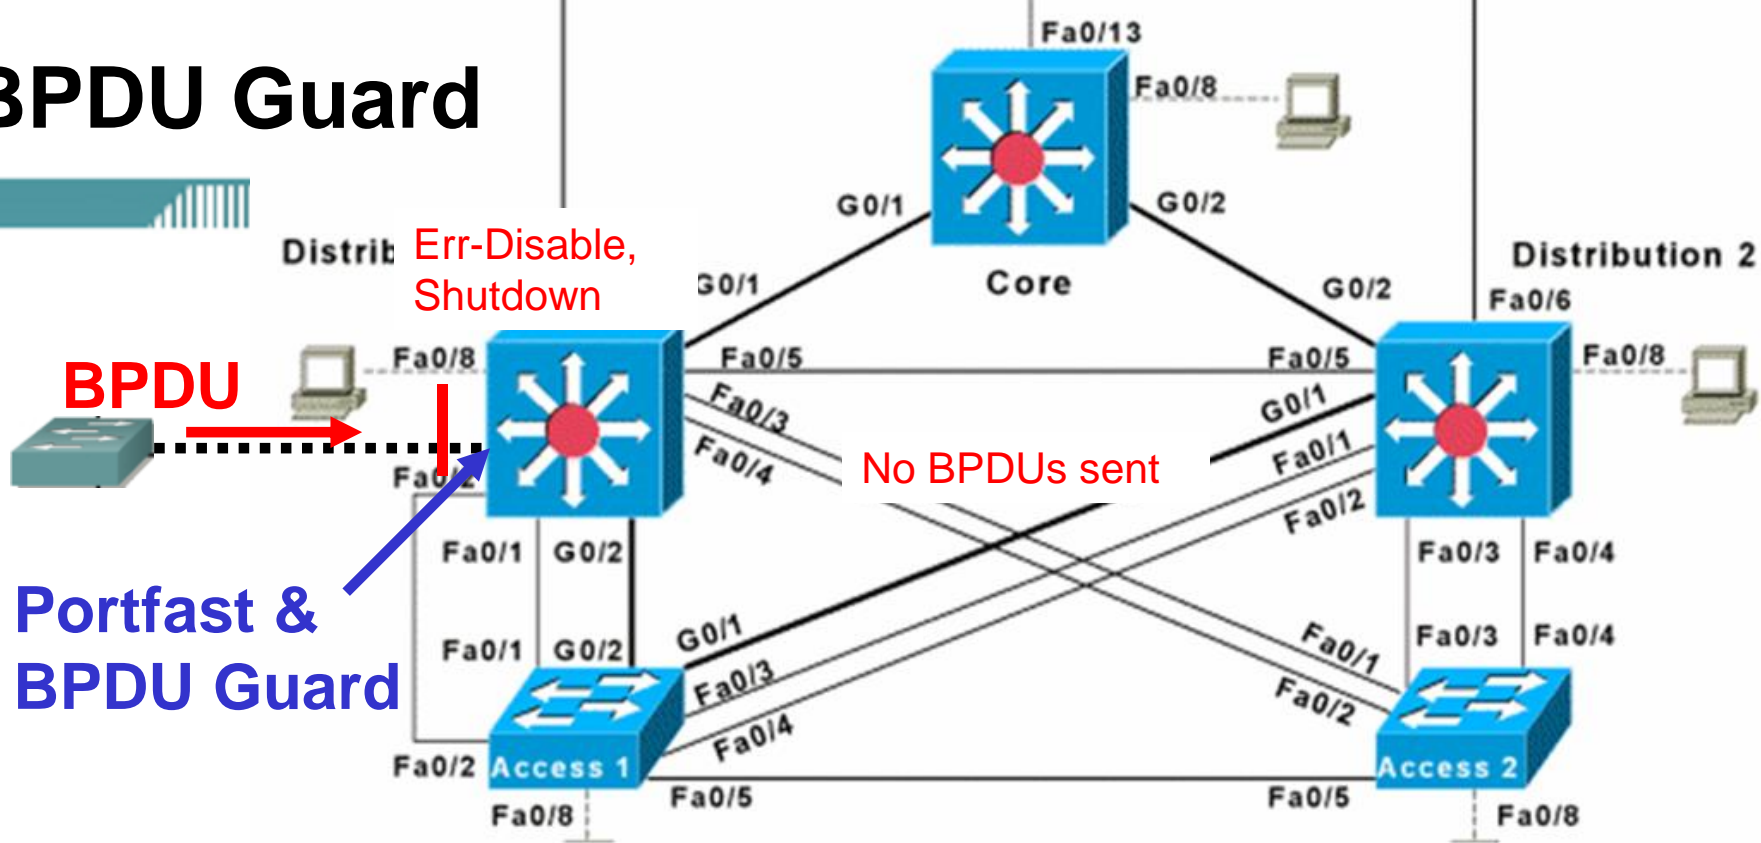 Fa0/13
BPDU Guard
Fa0/8
G0/1
G0/2
Distrib
Err-Disable,
Shutdown
G0/1
Core
G0/2
Distribution 2
Fa0/6
Fa0/8
Fa0/5
Fa0/5
Fa0/8
BPDU
Fa0/3
G0/1
Fa0/4
No BPDUs sent
Fa0/1
Fa0/2
Fa0/2
Fa0/1
G0/2
Fa0/3
Fa0/4
Portfast &
BPDU Guard
Fa0/1
G0/2
G0/1
Fa0/1
Fa0/3
Fa0/4
Fa0/3
Fa0/2
Fa0/4
Fa0/2
Access 1
Access 2
Fa0/5
Fa0/5
Fa0/8
Fa0/8